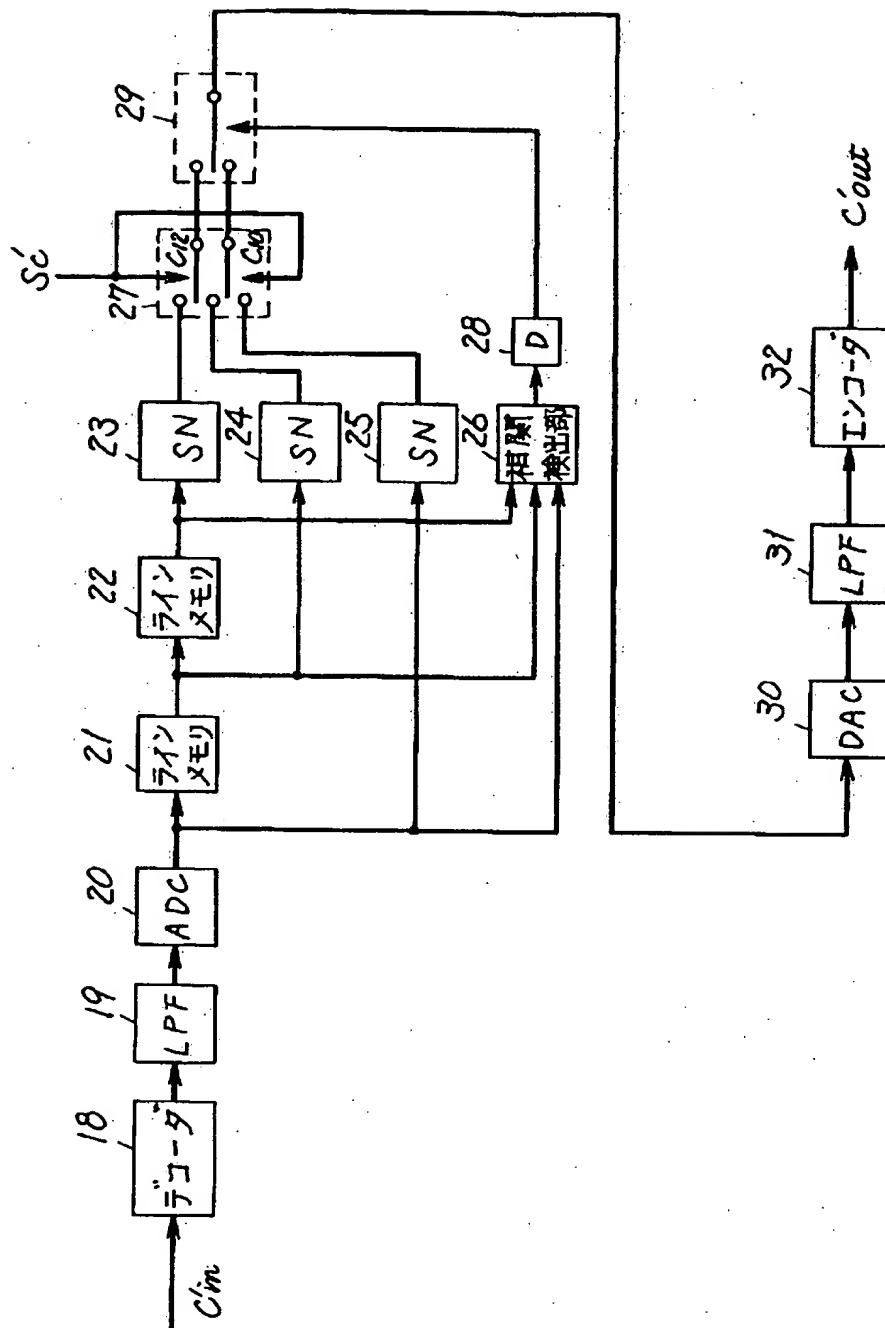 C'in
18
デコーダ
19
LPF
20
ADC
21
ライン
メモリ
22
ライン
メモリ
23
SN
24
SN
25
SN
26
相関
検出部
27
C12
C10
Sc'
28
D
29
30
DAC
31
LPF
32
エンコーダ
C'out